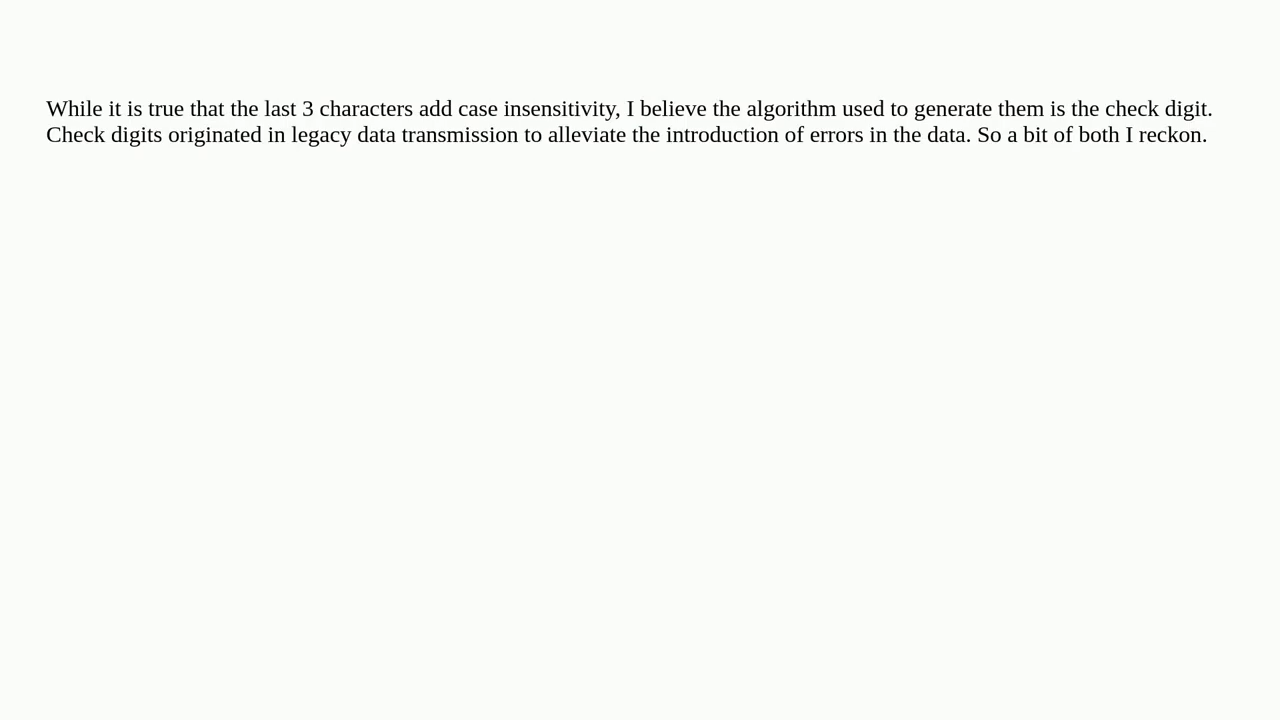 While it is true that the last 3 characters add case insensitivity, I believe the algorithm used to generate them is the check digit.
Check digits originated in legacy data transmission to alleviate the introduction of errors in the data. So a bit of both I reckon.